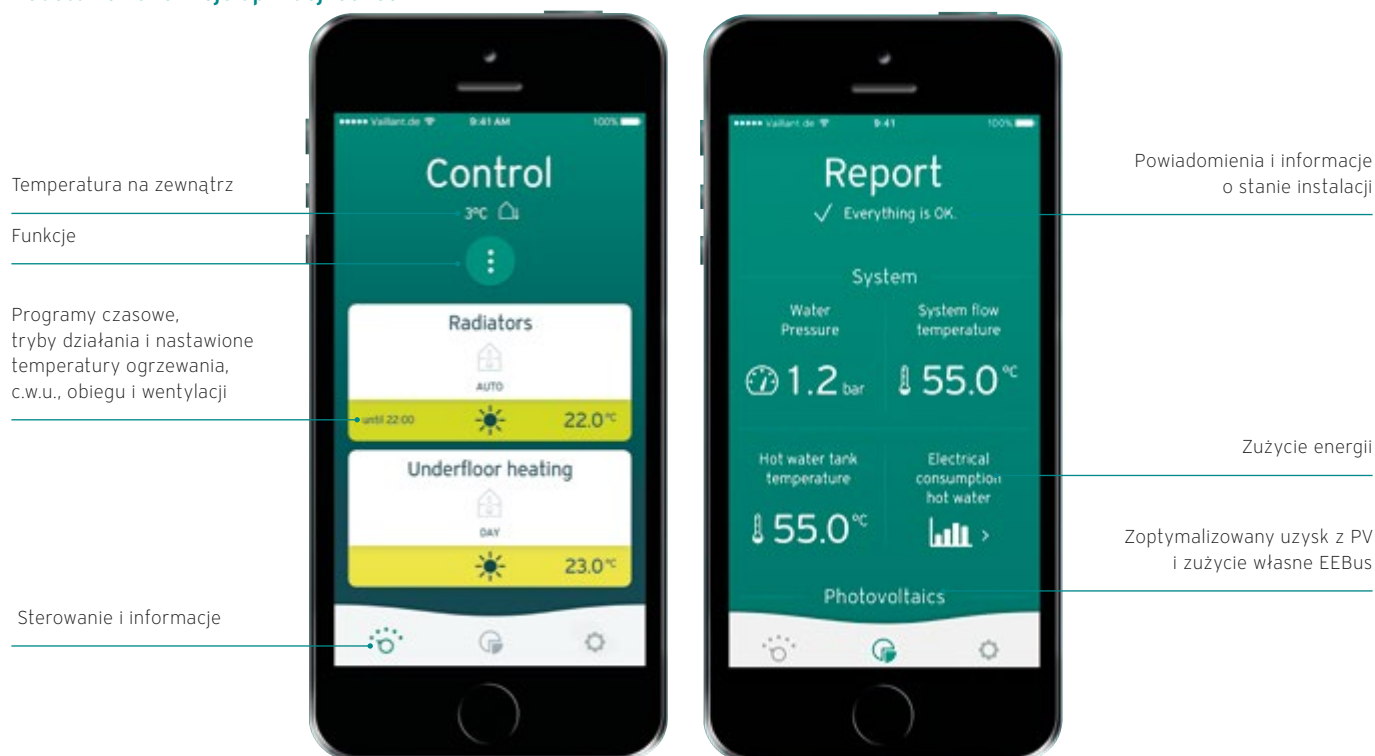 Temperatura na zewnątrz
Funkcje
Programy czasowe,
tryby działania i nastawione
temperatury ogrzewania,
c.w.u., obiegu i wentylacji
Sterowanie i informacje
Vaillant.de 9:41 AM 100%
Control
3°C
Radiators
AUTO
until 22:00 22.0°C
Underfloor heating
DAY
23.0°C
Vaillant.de 9:41 100%
Report
Everything is OK.
System
Water
Pressure
System flow
temperature
1.2 bar
55.0°C
Hot water tank
temperature
Electrical
consumption
hot water
55.0°C
>
Photovoltaics
Powiadomienia i informacje
o stanie instalacji
Zużycie energii
Zoptymalizowany uzysk z PV
i zużycie własne EEBus